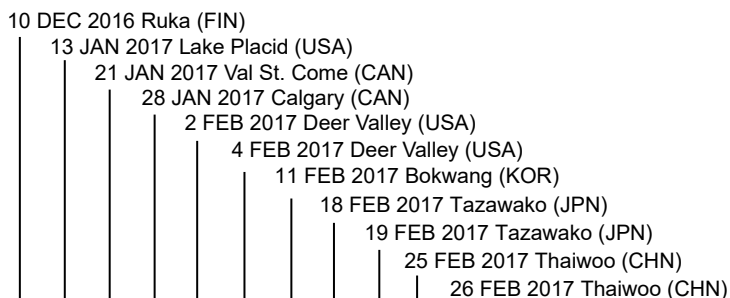 10 DEC 2016 Ruka (FIN)
13 JAN 2017 Lake Placid (USA)
21 JAN 2017 Val St. Come (CAN)
28 JAN 2017 Calgary (CAN)
2 FEB 2017 Deer Valley (USA)
4 FEB 2017 Deer Valley (USA)
11 FEB 2017 Bokwang (KOR)
18 FEB 2017 Tazawako (JPN)
19 FEB 2017 Tazawako (JPN)
25 FEB 2017 Thaiwoo (CHN)
26 FEB 2017 Thaiwoo (CHN)